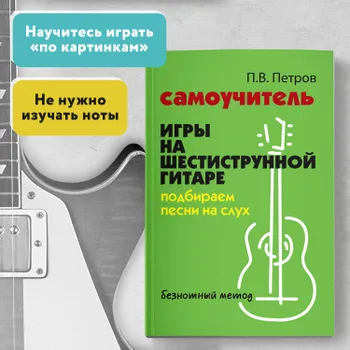 Научитесь играть
«по картинкам»
Не нужно
изучать ноты
П.В. Петров
самоучитель
ИГРЫ
НА
ШЕСТИСТРУННОЙ
ГИТАРЕ
подбираем
песни на слух
безнотный метод